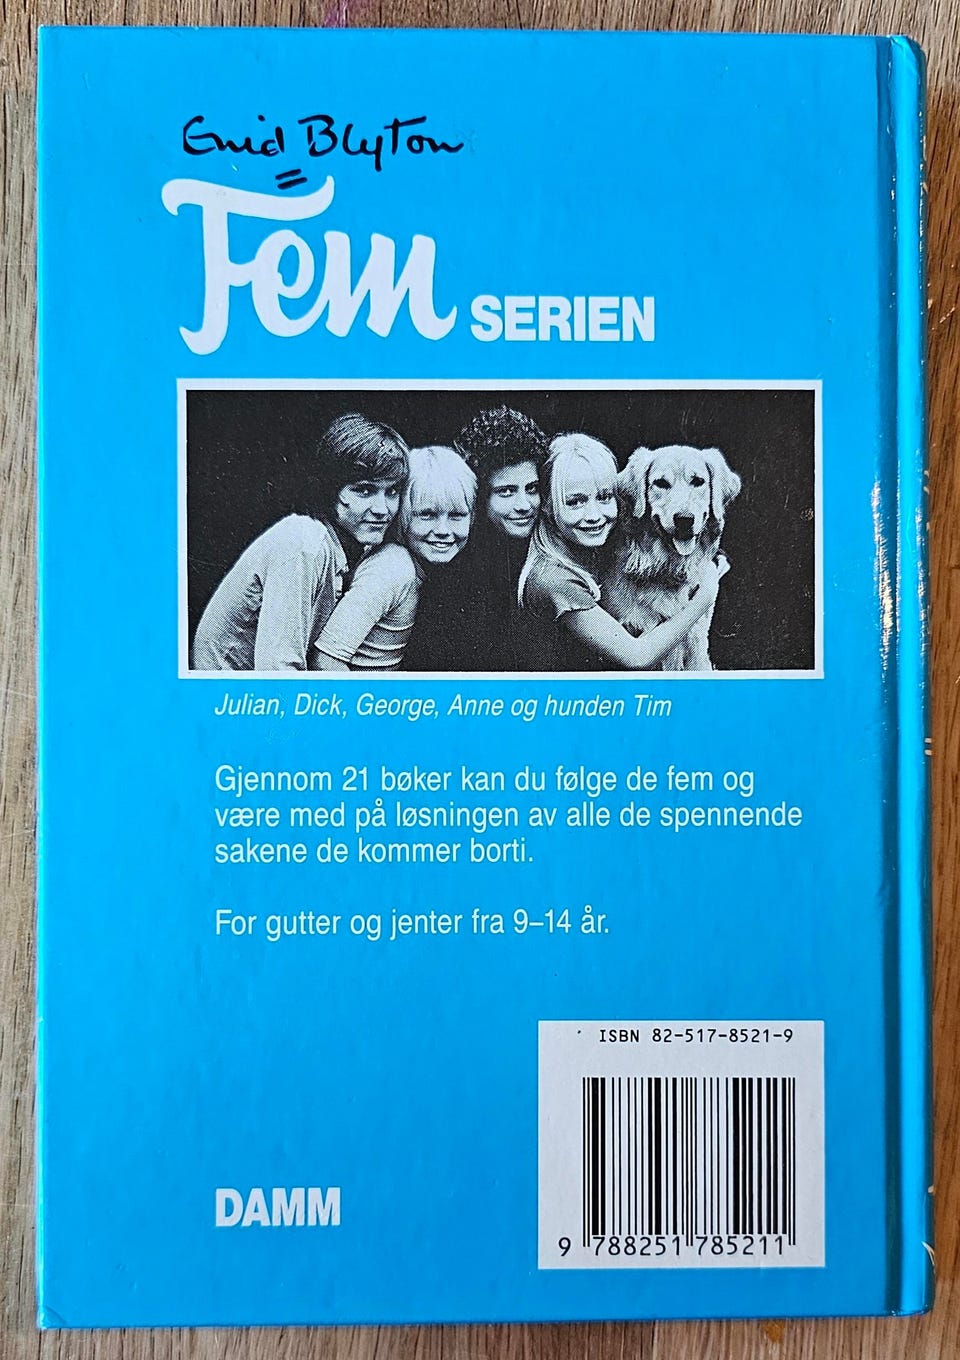 Enid Blyton
Fem SERIEN
Julian, Dick, George, Anne og hunden Tim
Gjennom 21 bøker kan du følge de fem og
være med på løsningen av alle de spennende
sakene de kommer borti.
For gutter og jenter fra 9–14 år.
ISBN 82-517-8521-9
DAMM
9 788251 785211